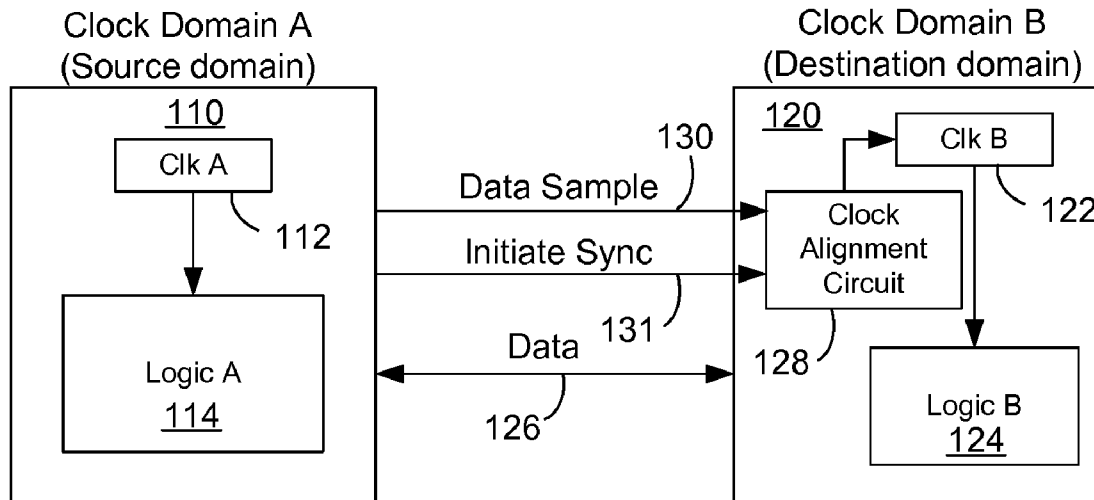 Clock Domain A
(Source domain)
110
Clk A
112
Logic A
114
Data Sample
130
Initiate Sync
131
Data
126
Clock Domain B
(Destination domain)
120
Clk B
122
Clock
Alignment
Circuit
128
Logic B
124